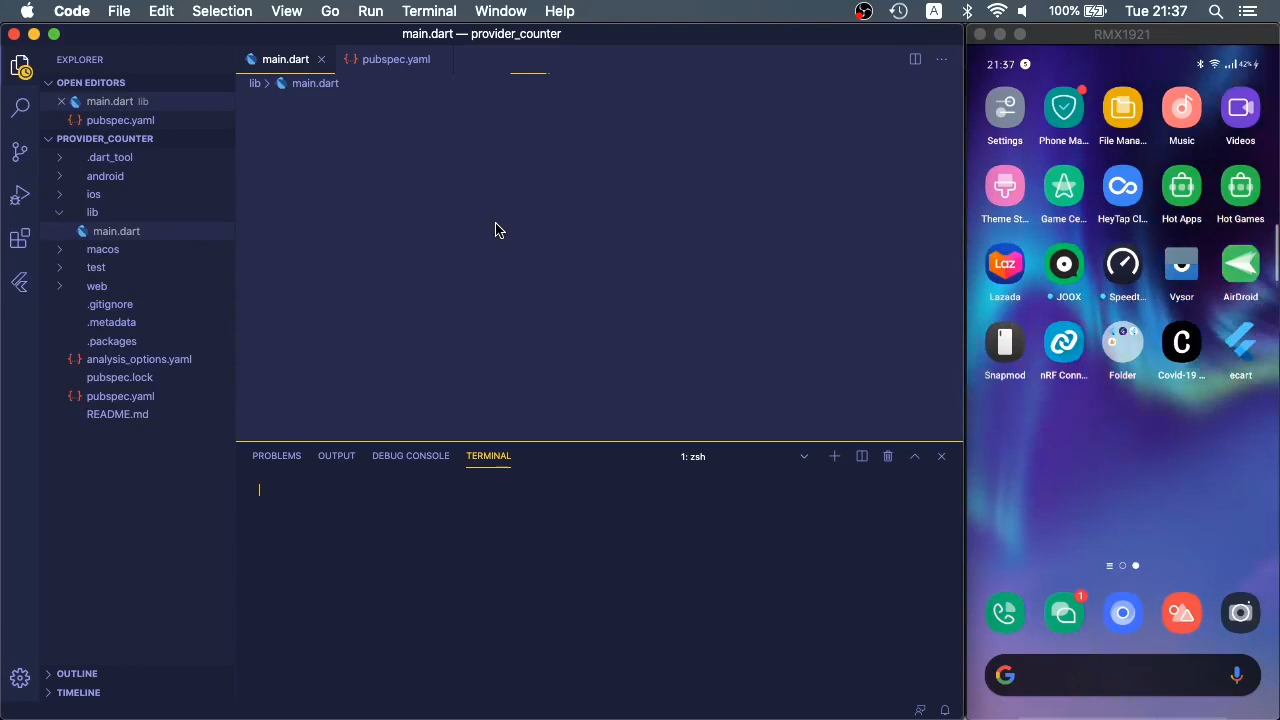 Code File Edit Selection View Go Run Terminal Window Help
A 100% Tue 21:37
main.dart — provider_counter
EXPLORER
OPEN EDITORS
main.dart lib
pubspec.yaml
PROVIDER_COUNTER
.dart_tool
android
ios
lib
main.dart
macos
test
web
.gitignore
.metadata
.packages
analysis_options.yaml
pubspec.lock
pubspec.yaml
README.md
OUTLINE
TIMELINE
main.dart pubspec.yaml
lib main.dart
PROBLEMS OUTPUT DEBUG CONSOLE TERMINAL
1: zsh
RMX1921
21:37 42%
Settings Phone Ma... File Mana... Music Videos
Theme St... Game Ce... HeyTap Cl... Hot Apps Hot Games
Laz
Lazada JOOX Speedt... Vysor AirDroid
C
Snapmod nRF Conn... Folder Covid-19 ... ecart
1
G